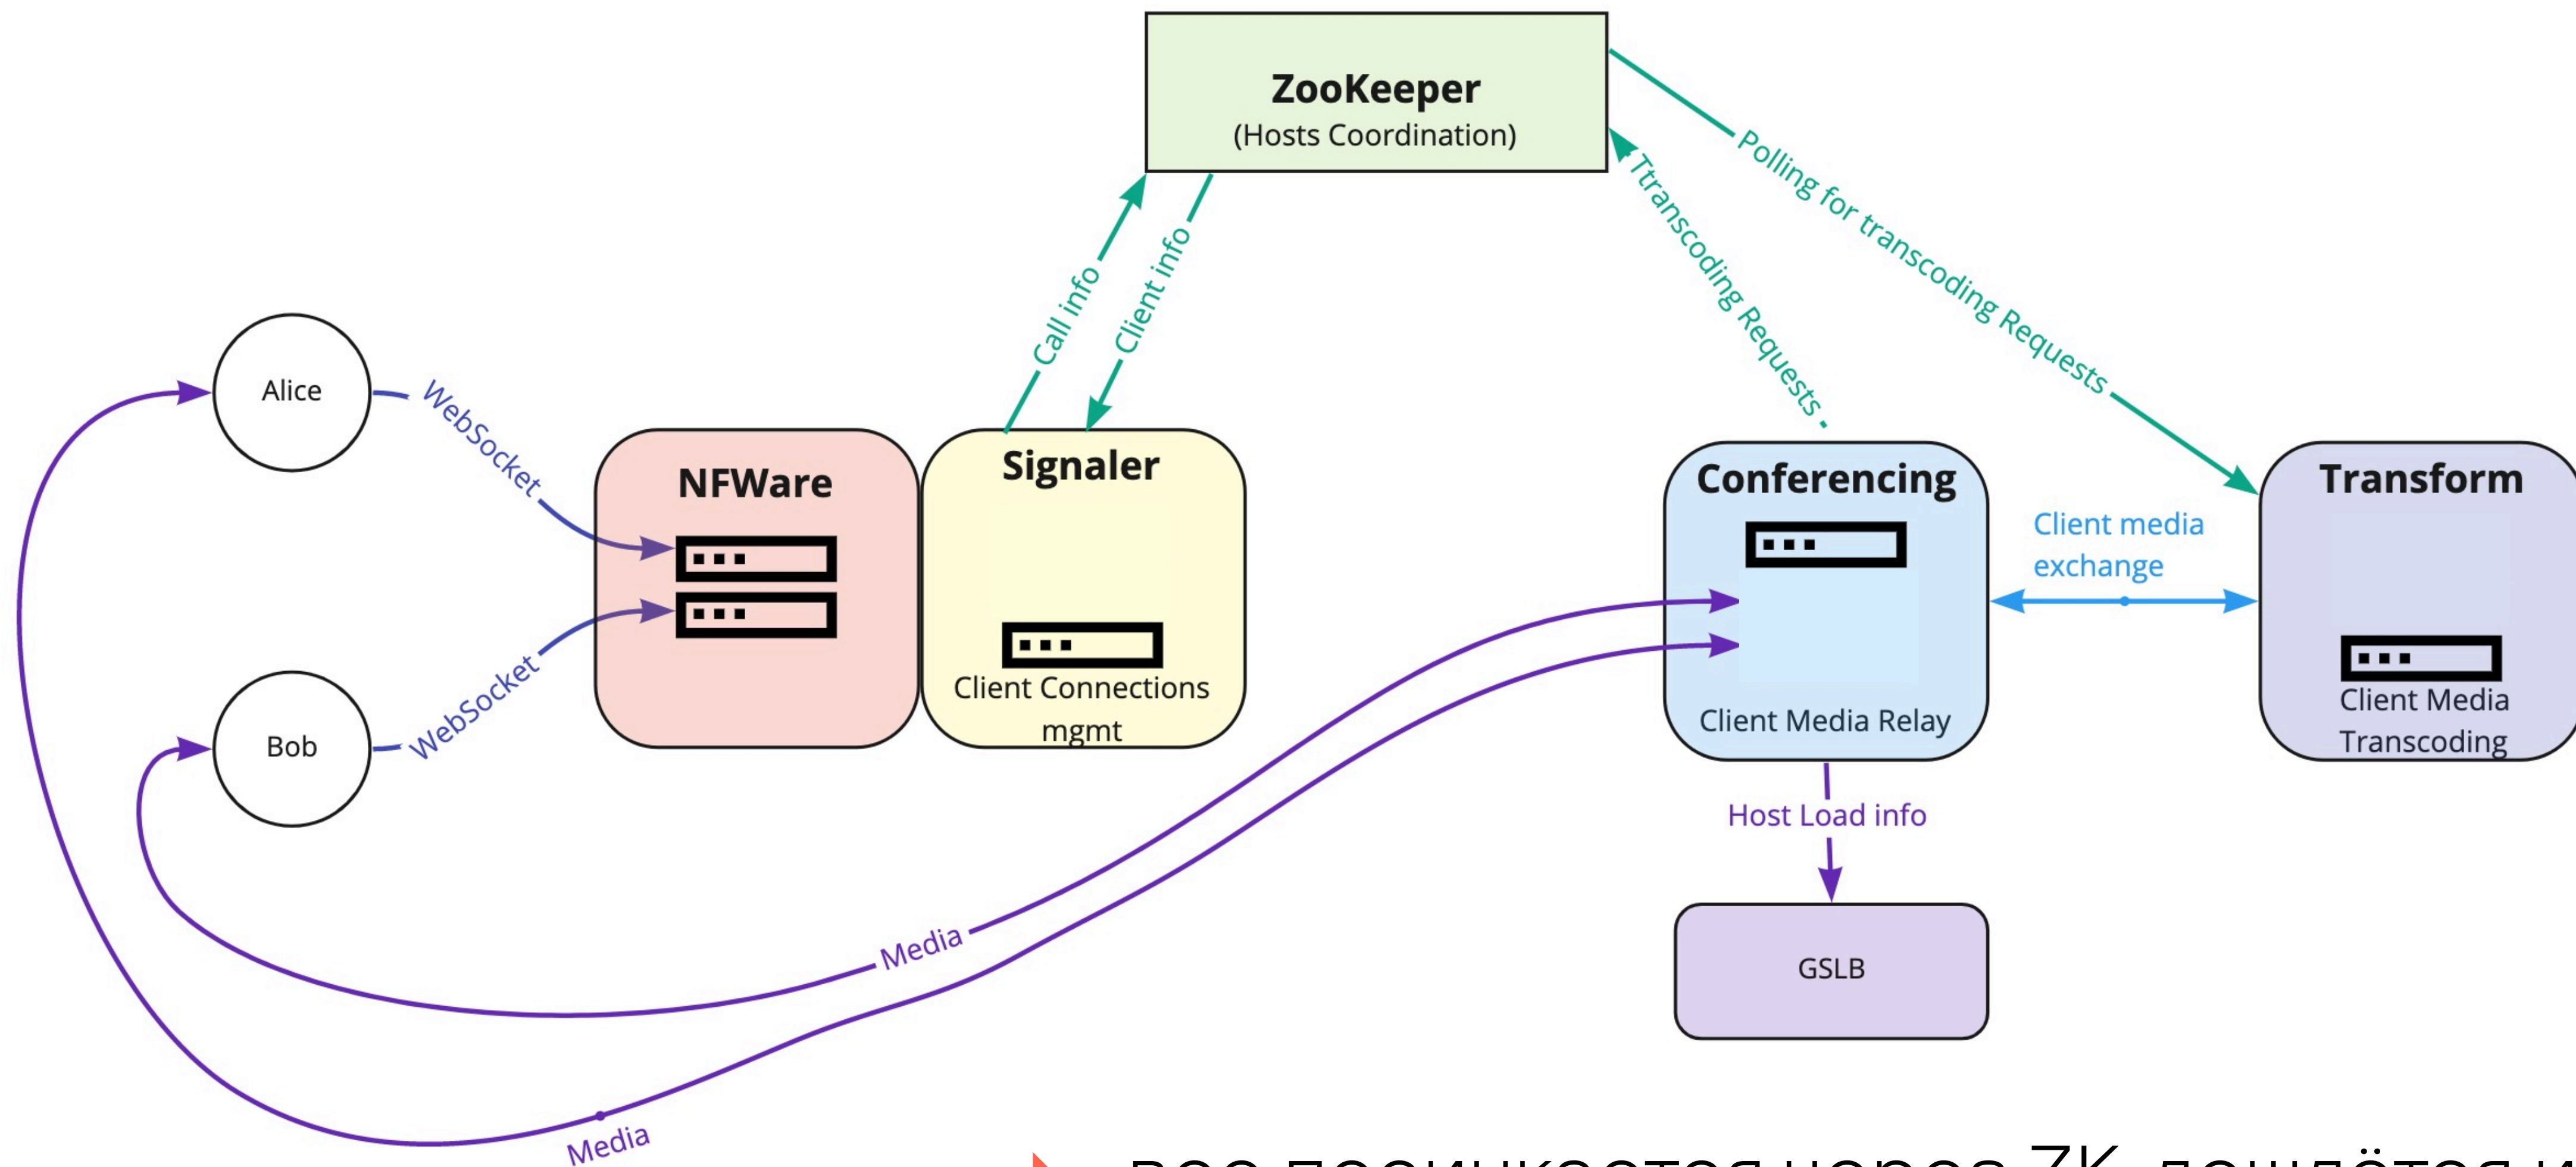 ZooKeeper
(Hosts Coordination)
Polling for transcoding Requests
Ttranscoding Requests
Call info
Client info
Alice
WebSocket
NFWare
Signaler
Client Connections
mgmt
Conferencing
Client Media Relay
Client media
exchange
Transform
Client Media
Transcoding
Bob
WebSocket
Host Load info
GSLB
Media
Media
через ZK